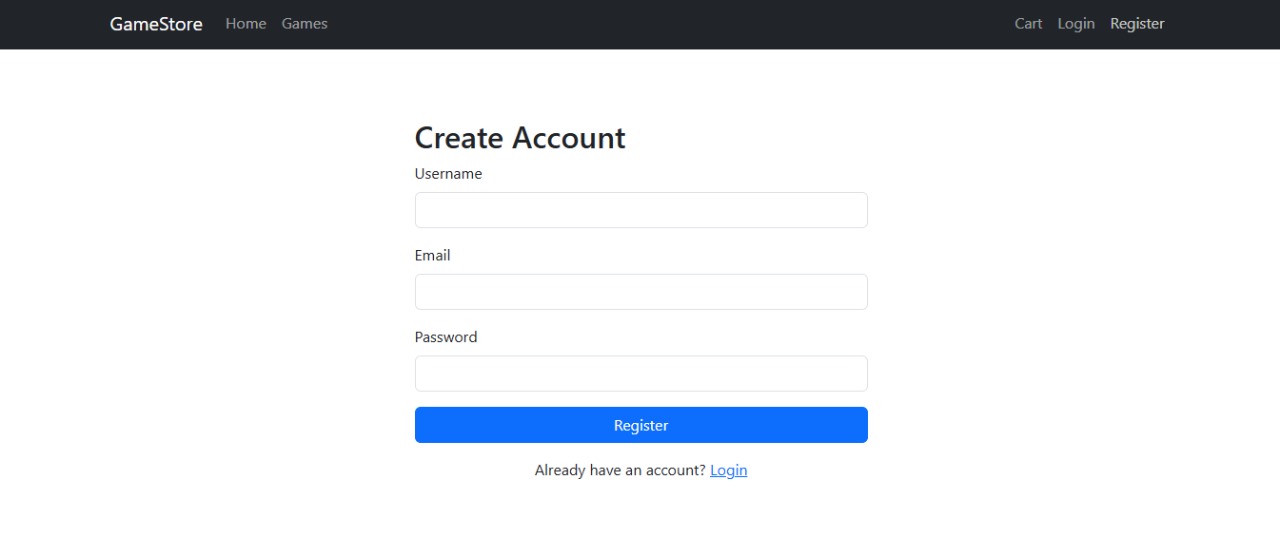 GameStore Home Games Cart Login Register
Create Account
Username
Email
Password
Register
Already have an account? Login